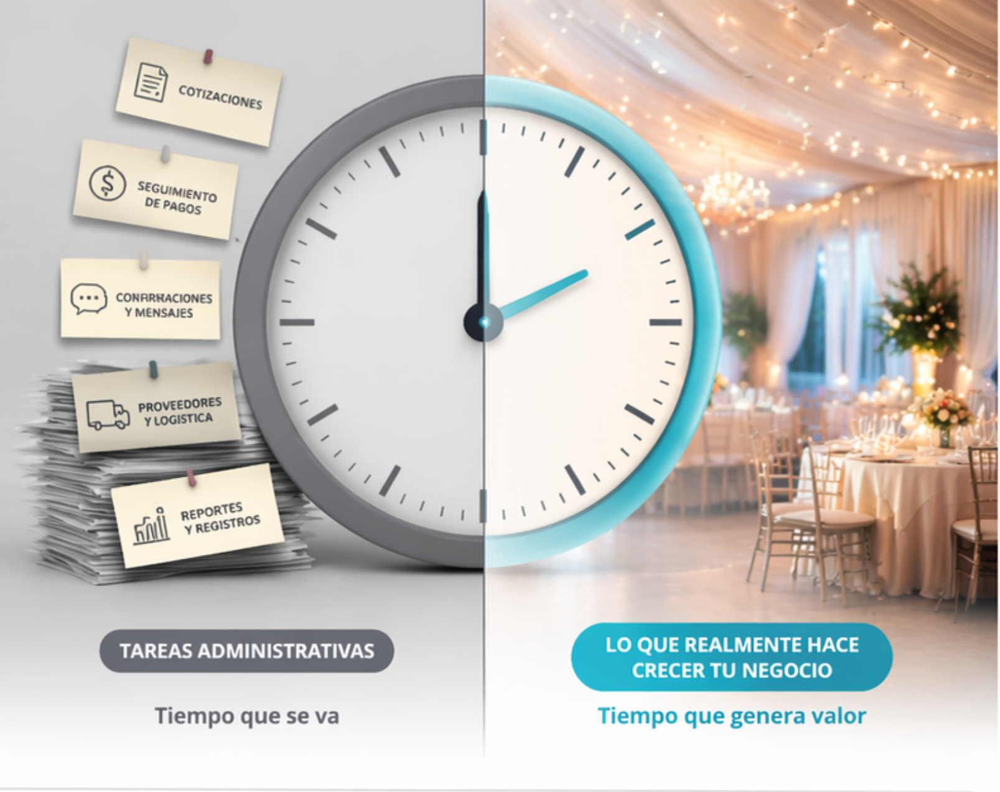 COTIZACIONES
SEGUIMIENTO
DE PAGOS
CONFIRMACIONES
Y MENSAJES
PROVEEDORES
Y LOGISTICA
REPORTES
Y REGISTROS
TAREAS ADMINISTRATIVAS
Tiempo que se va
LO QUE REALMENTE HACE
CRECER TU NEGOCIO
Tiempo que genera valor